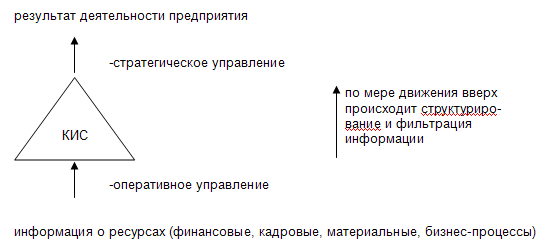 результат деятельности предприятия
-стратегическое управление
по мере движения вверх
происходит структуриро-
вание и фильтрация
информации
КИС
-оперативное управление
информация о ресурсах (финансовые, кадровые, материальные, бизнес-процессы)